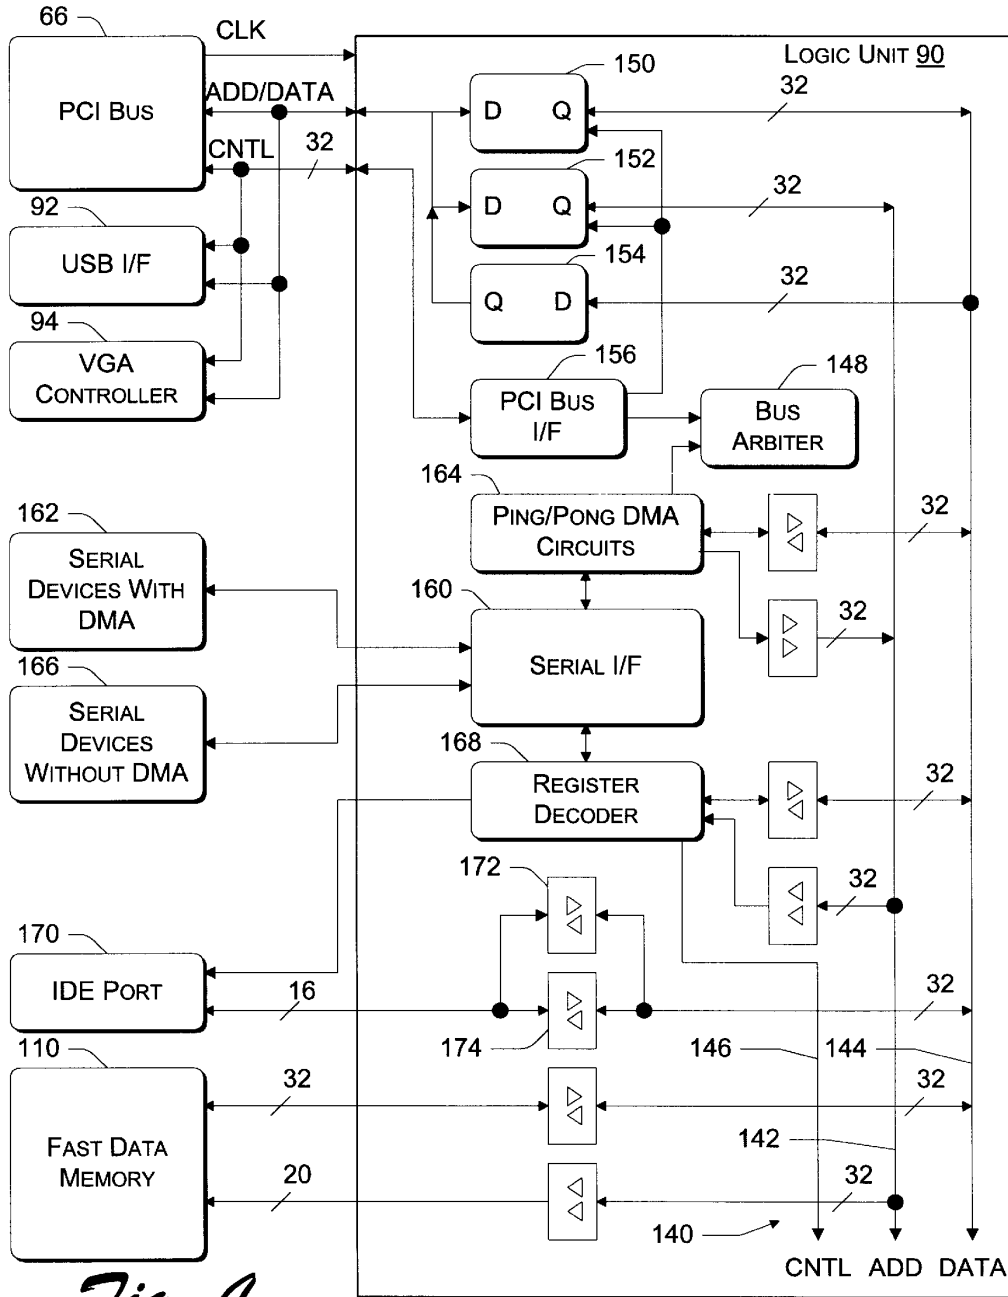 66
CLK
PCI BUS
ADD/DATA
CNTL
32
LOGIC UNIT 90
150
D Q
32
152
D Q
32
154
Q D
32
92
USB I/F
94
VGA
CONTROLLER
156
PCI BUS
I/F
148
BUS
ARBITER
164
PING/PONG DMA
CIRCUITS
32
32
162
SERIAL
DEVICES WITH
DMA
160
SERIAL I/F
166
SERIAL
DEVICES
WITHOUT DMA
168
REGISTER
DECODER
32
32
172
170
IDE PORT
16
174
32
146
144
110
FAST DATA
MEMORY
32
32
142
20
32
140
CNTL ADD DATA